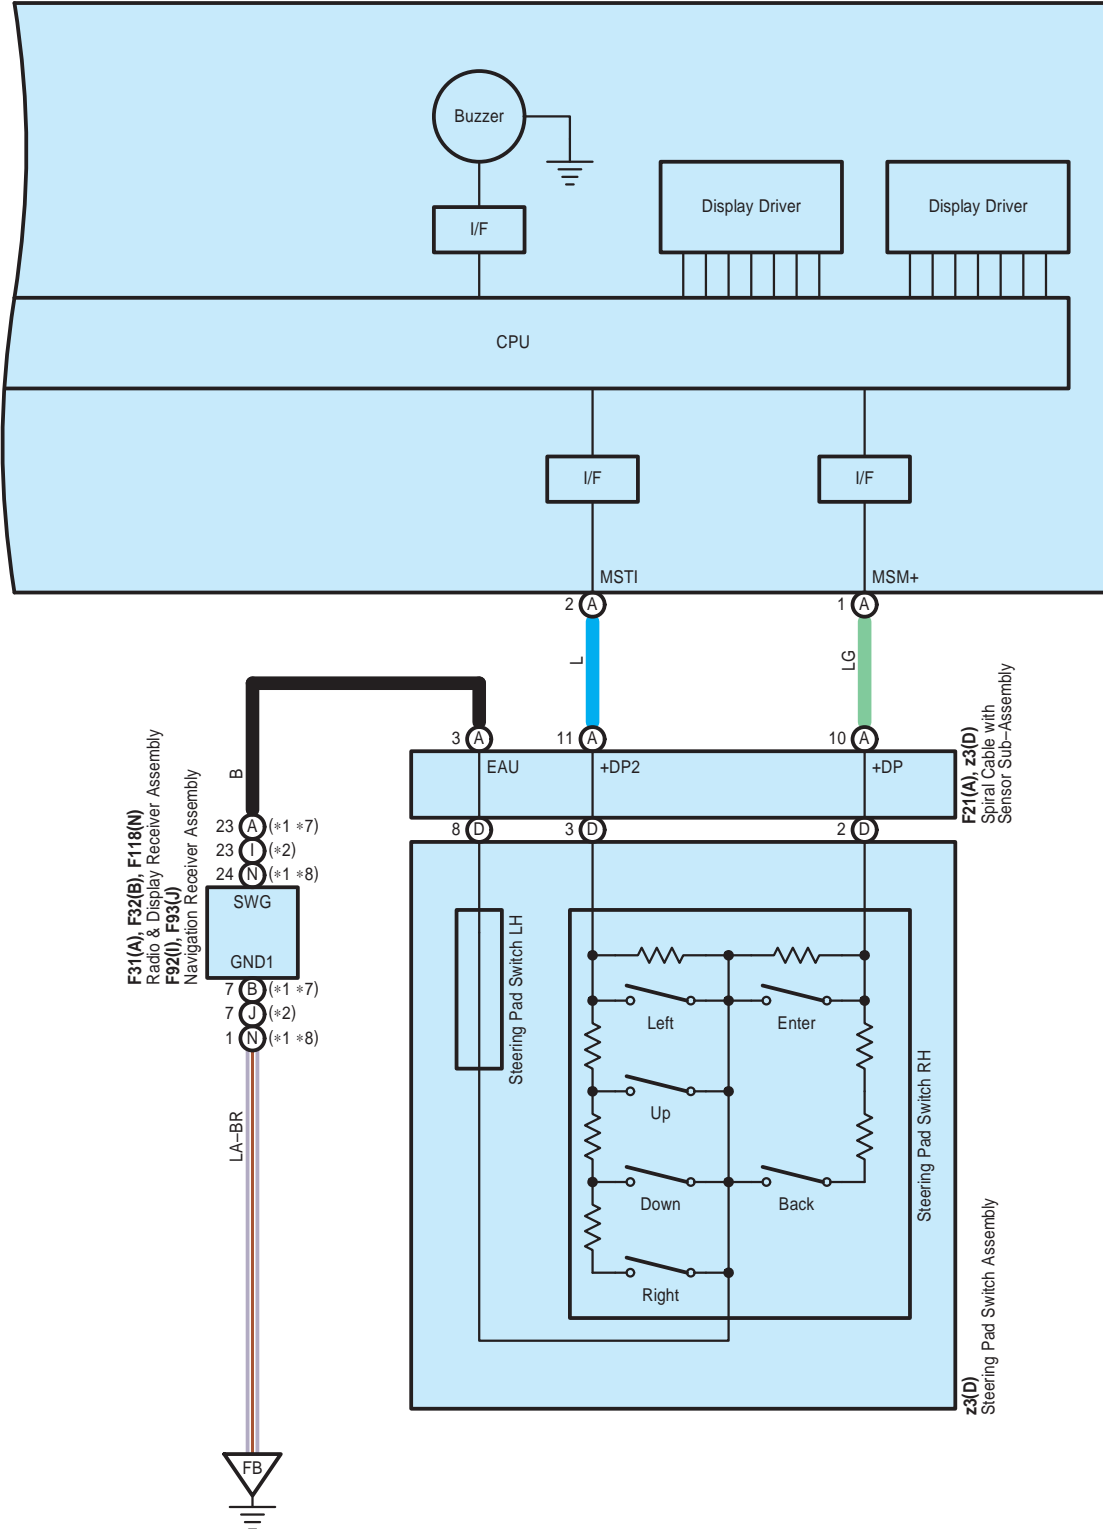 Buzzer
Display Driver
Display Driver
I/F
CPU
I/F
I/F
MSTI
MSM+
2 A
1 A
L
LG
B
3 A
11 A
10 A
EAU
+DP2
+DP
F21(A), z3(D)
Spiral Cable with
Sensor Sub−Assembly
8 D
3 D
2 D
23 A (*1 *7)
23 I (*2)
24 N (*1 *8)
SWG
GND1
F31(A), F32(B), F118(N)
Radio & Display Receiver Assembly
F92(I), F93(J)
Navigation Receiver Assembly
7 B (*1 *7)
7 J (*2)
1 N (*1 *8)
LA−BR
Steering Pad Switch LH
Left
Enter
Up
Down
Back
Right
Steering Pad Switch RH
z3(D)
Steering Pad Switch Assembly
FB